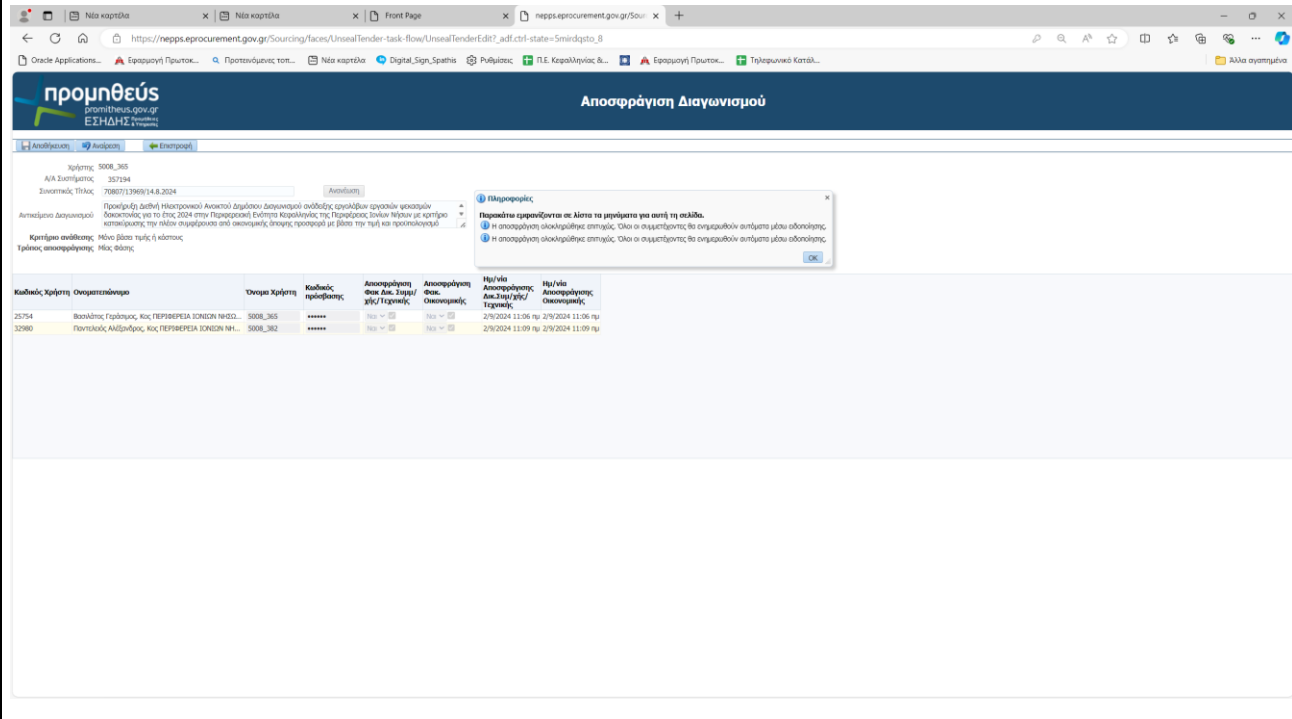 Νέα καρτέλα
Νέα καρτέλα
Front Page
nepps.eprocurement.gov.gr/Sour
https://nepps.eprocurement.gov.gr/Sourcing/faces/UnsealTender-task-flow/UnsealTenderEdit?_adf.ctrl-state=5mirdqsto_8
Oracle Applications... Εφαρμογή Πρωτοκ... Προτεινόμενες τοπ... Νέα καρτέλα Digital_Sign_Spathis Ρυθμίσεις Π.Ε. Κεφαλληνίας &... Εφαρμογή Πρωτοκ... Τηλεφωνικό Κατάλ... Άλλα αγαπημένα
προμηθεύς
promitheus.gov.gr
ΕΣΗΔΗΣ
Αποσφράγιση Διαγωνισμού
Αποθήκευση Αναίρεση Επιστροφή
Χρήστης 5008_365
Α/Α Συστήματος 357194
Συνοπτικός Τίτλος 70807/13969/14.8.2024 Ανανέωση
Αντικείμενο Διαγωνισμού Προκήρυξη Διεθνή Ηλεκτρονικού Ανοικτού Δημόσιου Διαγωνισμού ανάδειξης εργολάβων εργασιών ψεκασμών
δακοκτονίας για το έτος 2024 στην Περιφερειακή Ενότητα Κεφαλληνίας της Περιφέρειας Ιονίων Νήσων με κριτήριο
κατακύρωσης την πλέον συμφέρουσα από οικονομικής άποψης προσφορά με βάσει την τιμή και προϋπολογισμό
Κριτήριο ανάθεσης Μόνο βάσει τιμής ή κόστους
Τρόπος αποσφράγισης Μίας Φάσης
Πληροφορίες
Παρακάτω εμφανίζονται σε λίστα τα μηνύματα για αυτή τη σελίδα.
Η αποσφράγιση ολοκληρώθηκε επιτυχώς. Όλοι οι συμμετέχοντες θα ενημερωθούν αυτόματα μέσω ειδοποίησης.
Η αποσφράγιση ολοκληρώθηκε επιτυχώς. Όλοι οι συμμετέχοντες θα ενημερωθούν αυτόματα μέσω ειδοποίησης.
OK
Κωδικός Χρήστη Ονοματεπώνυμο Όνομα Χρήστη Κωδικός πρόσβασης Αποσφράγιση Φακ Δικ. Συμμ/χής/Τεχνικής Αποσφράγιση Φακ. Οικονομικής Ημ/νία Αποσφράγισης Δικ.Συμ/χής/Τεχνικής Ημ/νία Αποσφράγισης Οικονομικής
25754 Βασιλάτος Γεράσιμος, Κος ΠΕΡΙΦΕΡΕΙΑ ΙΟΝΙΩΝ ΝΗΣΩ... 5008_365 •••••• Ναι Ναι 2/9/2024 11:06 πμ 2/9/2024 11:06 πμ
32980 Παντελειός Αλέξανδρος, Κος ΠΕΡΙΦΕΡΕΙΑ ΙΟΝΙΩΝ ΝΗ... 5008_382 •••••• Ναι Ναι 2/9/2024 11:09 πμ 2/9/2024 11:09 πμ